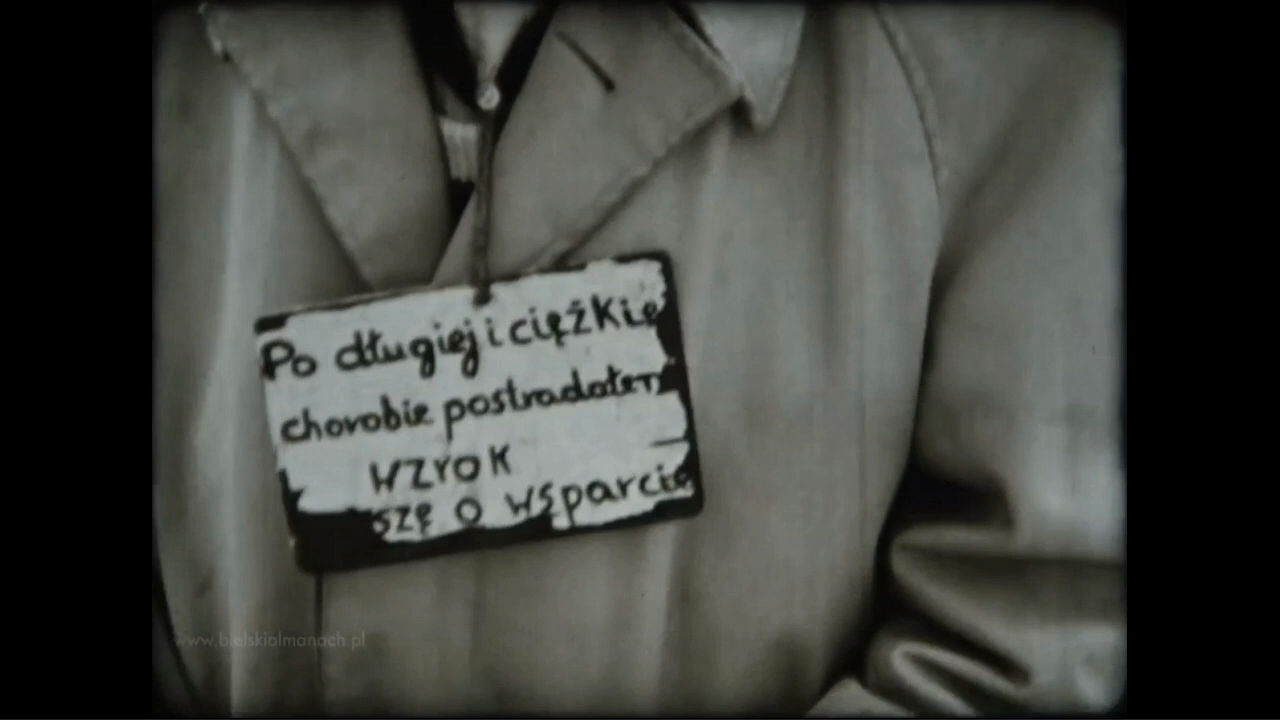 Po długiej i ciężkie
chorobie postradałem
wzrok
szę o wsparcie
www.bielskialmanach.pl